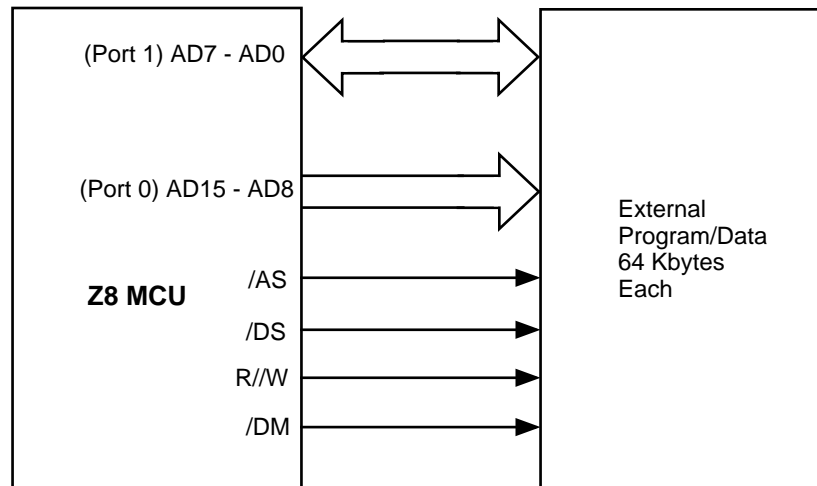 (Port 1) AD7 - AD0
(Port 0) AD15 - AD8
Z8 MCU
/AS
/DS
R//W
/DM
External
Program/Data
64 Kbytes
Each